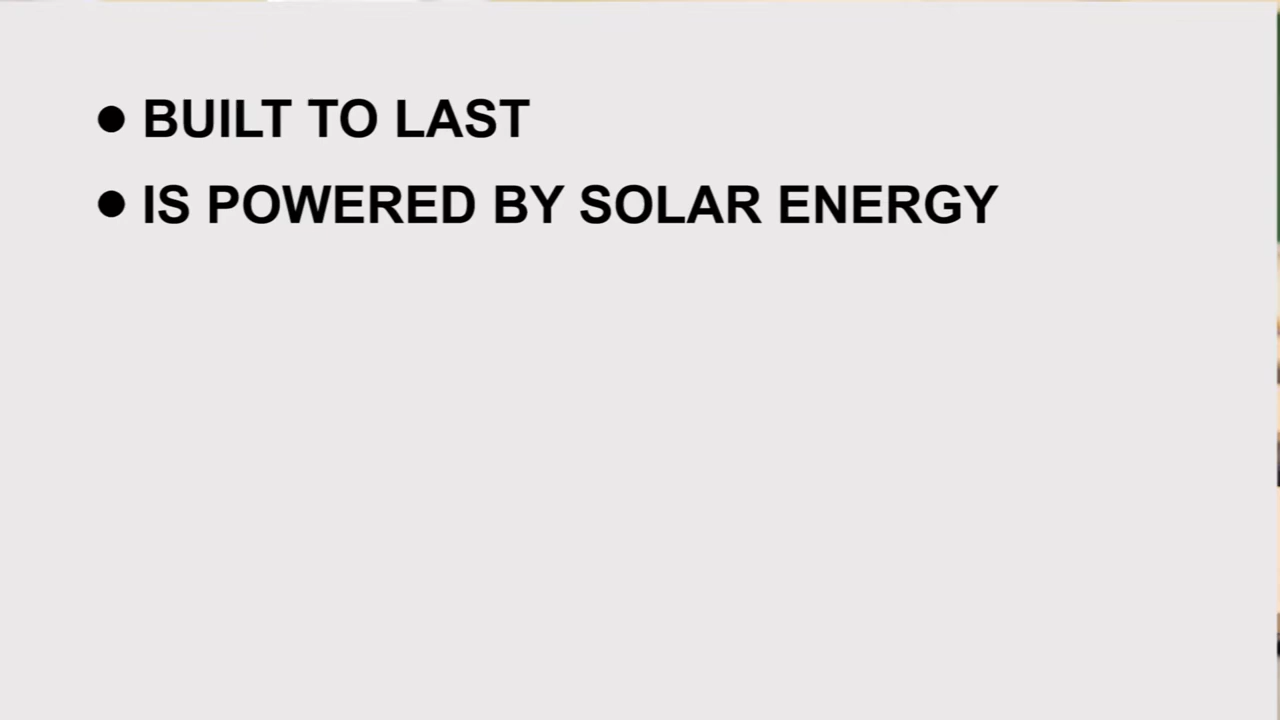 ● BUILT TO LAST
● IS POWERED BY SOLAR ENERGY